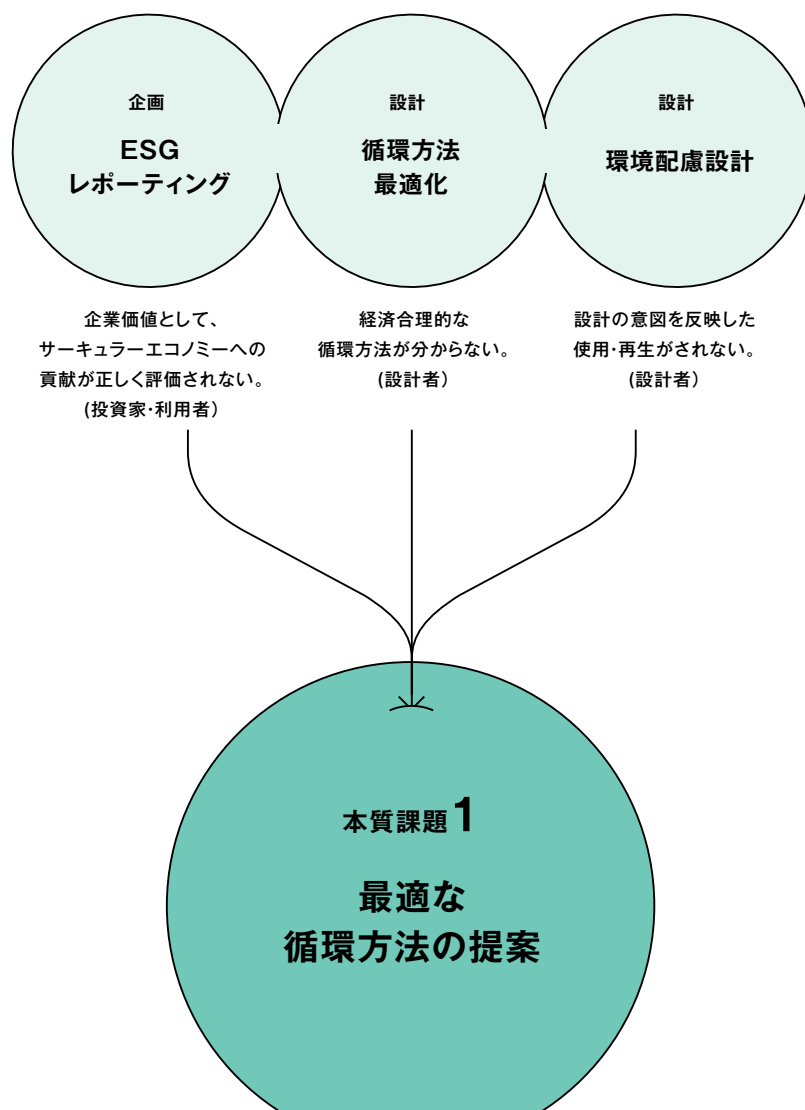 企画
ESG
レポーティング
設計
循環方法
最適化
設計
環境配慮設計
企業価値として、
サーキュラーエコノミーへの
貢献が正しく評価されない。
(投資家・利用者）
経済合理的な
循環方法が分からない。
(設計者）
設計の意図を反映した
使用・再生がされない。
(設計者）
本質課題1
最適な
循環方法の提案